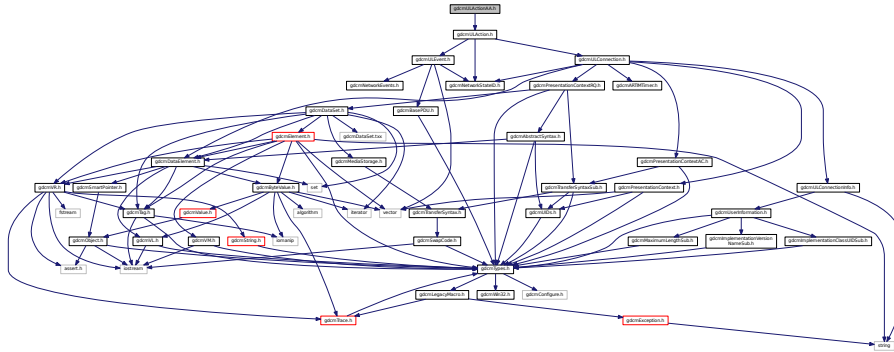 gdcmULActionAA.h
gdcmULAction.h
gdcmULEvent.h
gdcmULConnection.h
gdcmNetworkEvents.h
gdcmNetworkStateID.h
gdcmPresentationContextRQ.h
gdcmARTIMTimer.h
gdcmDataSet.h
gdcmBasePDU.h
gdcmElement.h
gdcmDataSet.txx
gdcmAbstractSyntax.h
gdcmDataElement.h
gdcmMediaStorage.h
gdcmPresentationContextAC.h
gdcmVR.h
gdcmSmartPointer.h
gdcmByteValue.h
set
gdcmTransferSyntaxSub.h
gdcmPresentationContext.h
gdcmULConnectionInfo.h
fstream
gdcmTag.h
gdcmValue.h
algorithm
iterator
vector
gdcmTransferSyntax.h
gdcmUIDs.h
gdcmUserInformation.h
gdcmObject.h
gdcmVL.h
gdcmVM.h
gdcmString.h
iomanip
gdcmSwapCode.h
gdcmMaximumLengthSub.h
gdcmImplementationVersion
NameSub.h
gdcmImplementationClassUIDSub.h
assert.h
iostream
gdcmTypes.h
gdcmLegacyMacro.h
gdcmWin32.h
gdcmConfigure.h
gdcmTrace.h
gdcmException.h
string